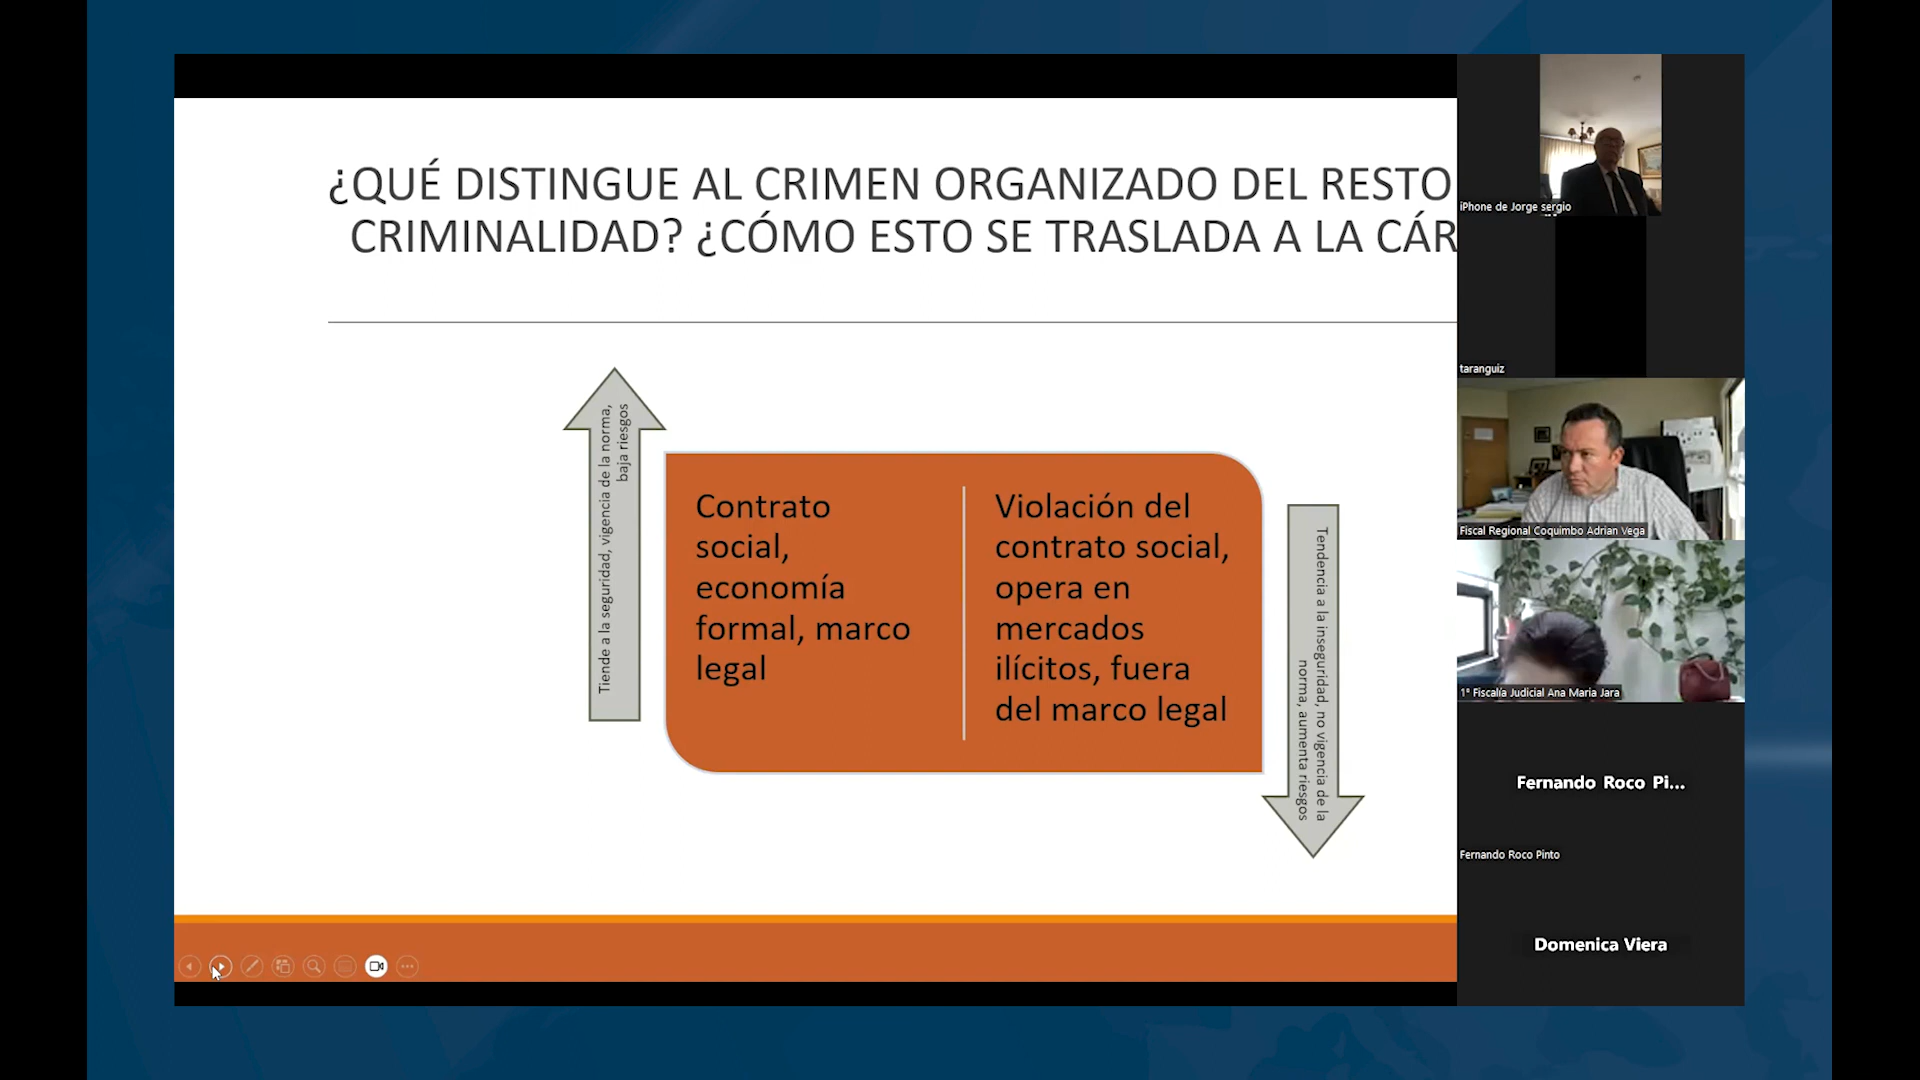 ¿QUÉ DISTINGUE AL CRIMEN ORGANIZADO DEL RESTO
CRIMINALIDAD? ¿CÓMO ESTO SE TRASLADA A LA CÁR
Tiende a la seguridad, vigencia de la norma,
baja riesgos
Contrato
social,
economía
formal, marco
legal
Violación del
contrato social,
opera en
mercados
ilícitos, fuera
del marco legal
Tendencia a la inseguridad, no vigencia de la
norma, aumenta riesgos
iPhone de Jorge sergio
taranguiz
Fiscal Regional Coquimbo Adrian Vega
1° Fiscalía Judicial Ana Maria Jara
Fernando Roco Pi...
Fernando Roco Pinto
Domenica Viera